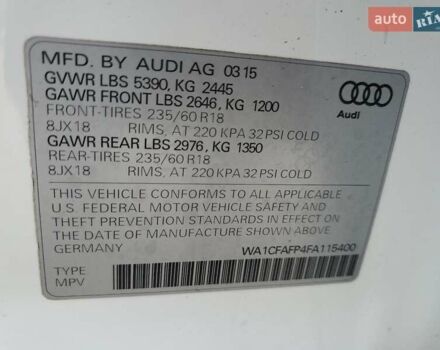 AUTO RIA
MFD. BY AUDI AG 03 15
GVWR LBS 5390, KG 2445
GAWR FRONT LBS 2646, KG 1200
FRONT-TIRES 235/60 R18
8JX18 RIMS, AT 220 KPA 32 PSI COLD
GAWR REAR LBS 2976, KG 1350
REAR-TIRES 235/60 R18
8JX18 RIMS, AT 220 KPA 32 PSI COLD
Audi
THIS VEHICLE CONFORMS TO ALL APPLICABLE
U.S. FEDERAL MOTOR VEHICLE SAFETY AND
THEFT PREVENTION STANDARDS IN EFFECT ON
THE DATE OF MANUFACTURE SHOWN ABOVE.
WA1CFAFP4FA115400
TYPE
MPV